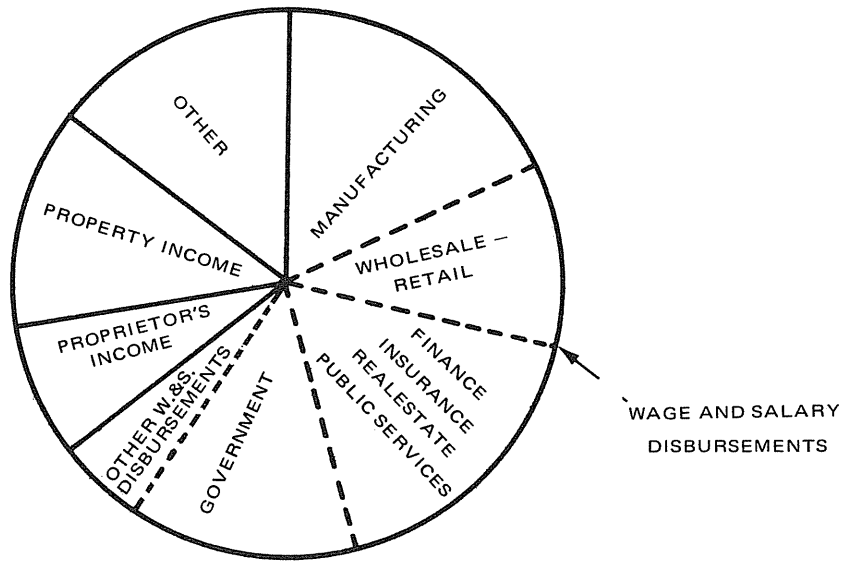 OTHER
MANUFACTURING
PROPERTY INCOME
WHOLESALE –
RETAIL
PROPRIETOR'S
INCOME
OTHER W.&S.
DISBURSEMENTS
GOVERNMENT
FINANCE
INSURANCE
REALESTATE
PUBLIC SERVICES
WAGE AND SALARY
DISBURSEMENTS